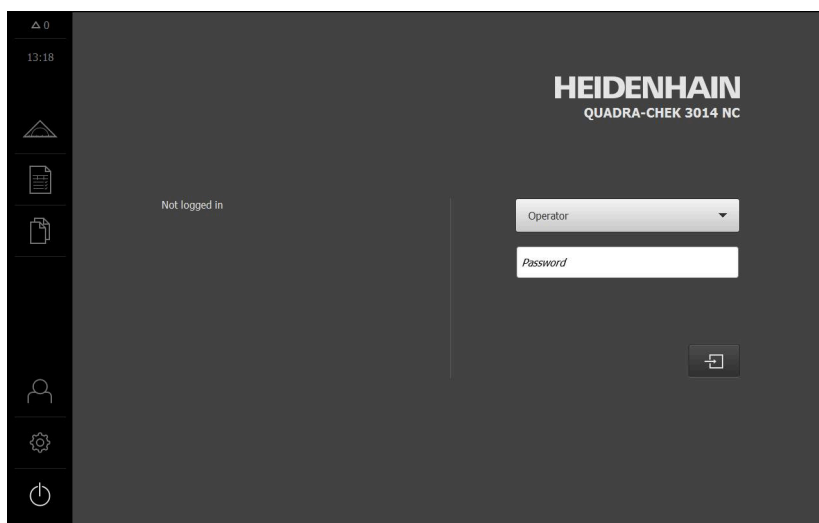 △ 0
13:18
HEIDENHAIN
QUADRA-CHEK 3014 NC
Not logged in
Operator
Password